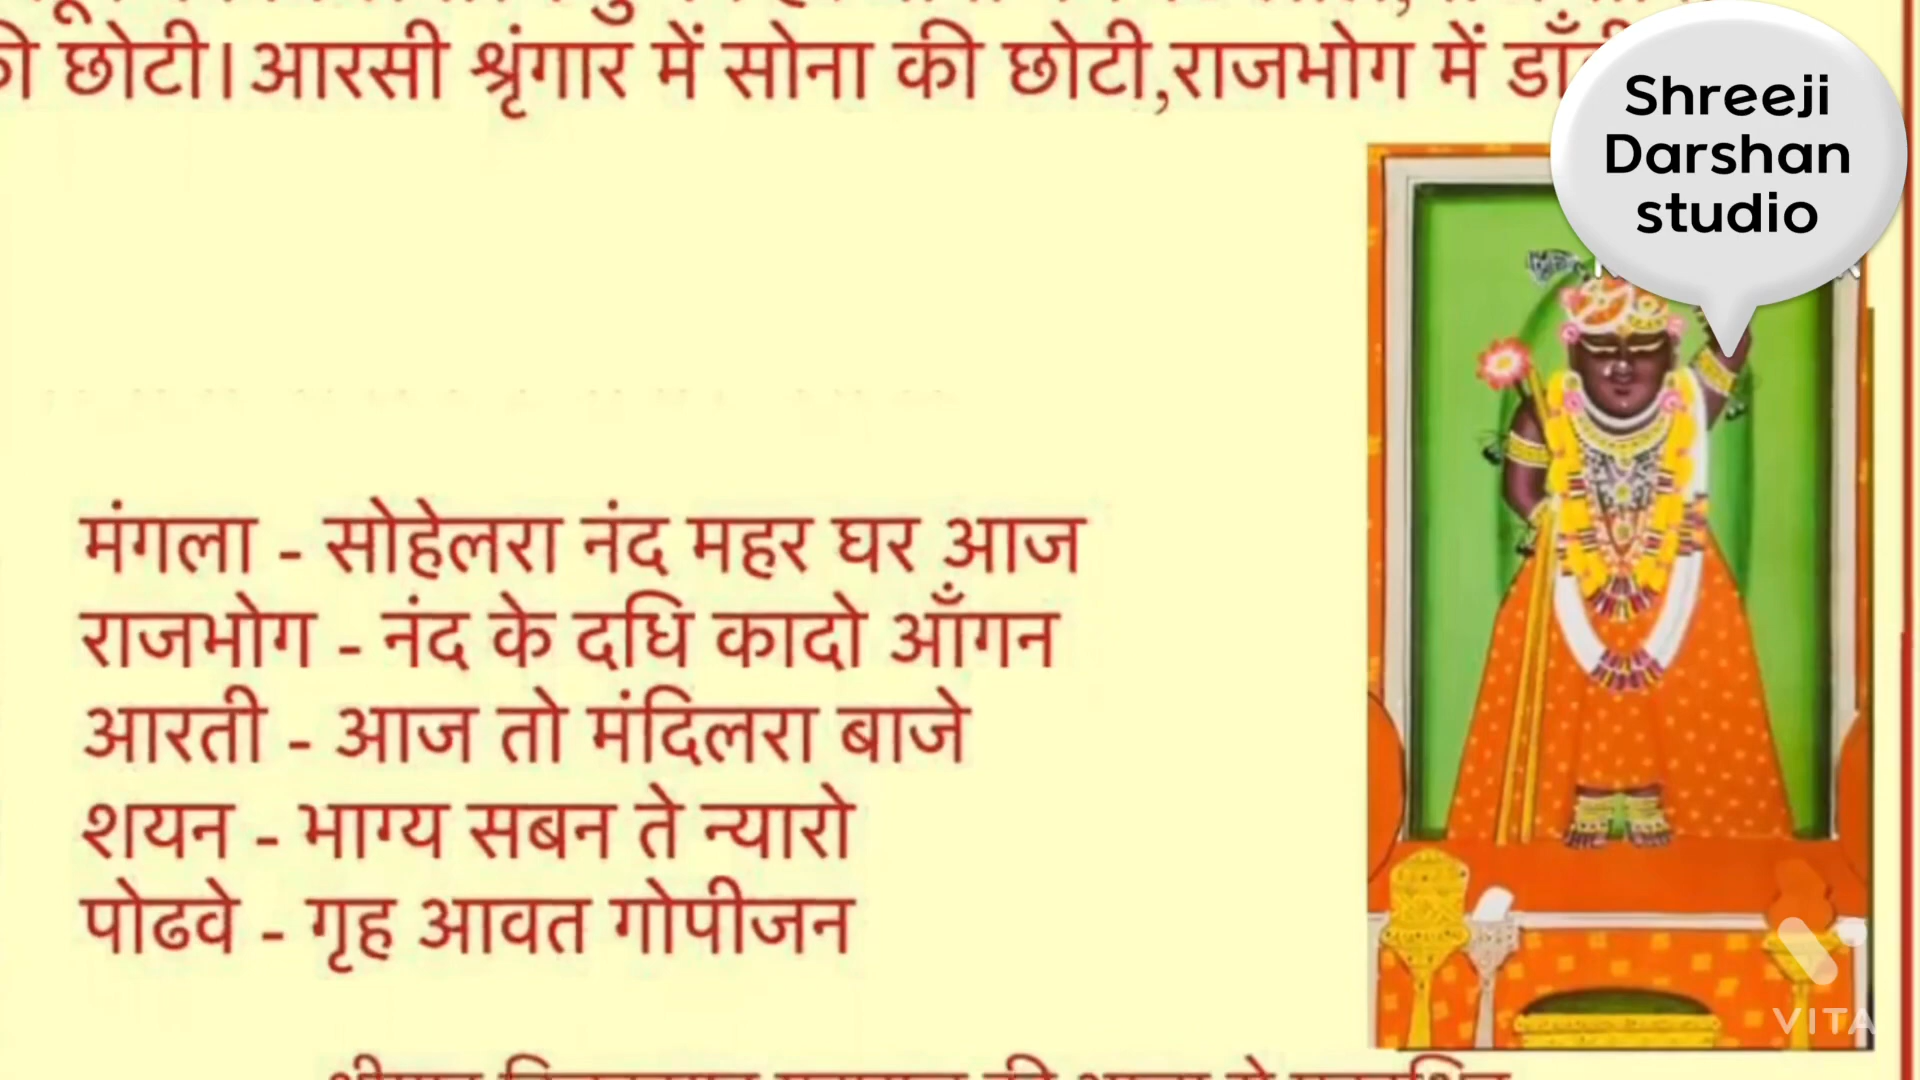 की छोटी।आरसी श्रृंगार में सोना की छोटी,राजभोग में
Shreeji
Darshan
studio
मंगला - सोहेलरा नंद महर घर आज
राजभोग - नंद के दधि कादो आँगन
आरती - आज तो मंदिलरा बाजे
शयन - भाग्य सबन ते न्यारो
पोढवे - गृह आवत गोपीजन
VITA